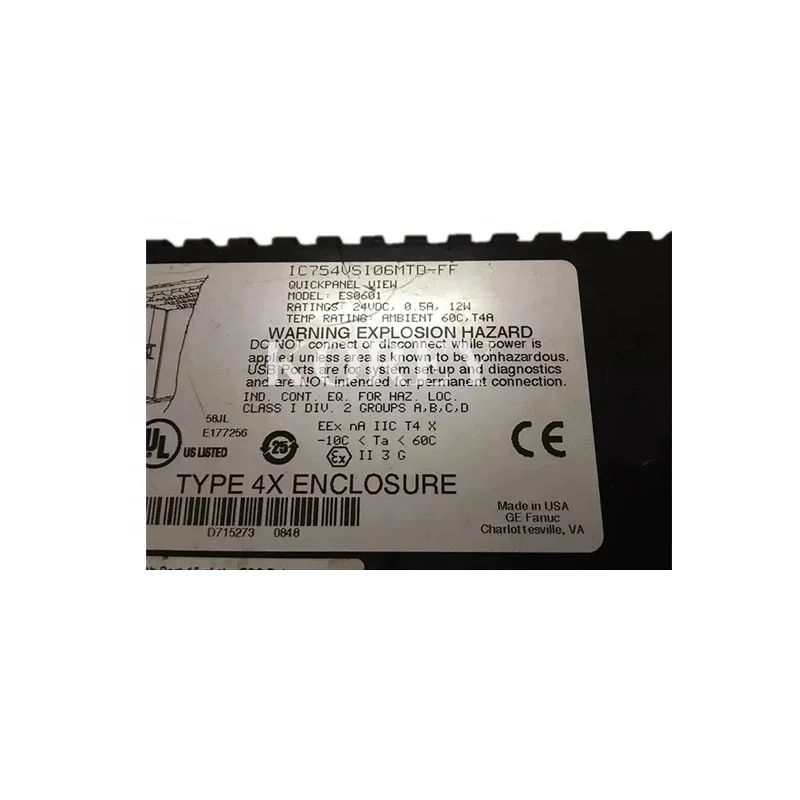 IC754VSI06MTD-FF
QUICKPANEL VIEW
MODEL: ES0601
RATINGS: 24VDC, 0.5A, 12W
TEMP RATING: AMBIENT 60C,T4A
WARNING EXPLOSION HAZARD
DO NOT connect or disconnect while power is
applied unless area is known to be nonhazardous.
USB Ports are for system set-up and diagnostics
and are NOT intended for permanent connection.
IND. CONT. EQ. FOR HAZ. LOC.
CLASS I DIV. 2 GROUPS A,B,C,D
58JL
E177256
UL
US LISTED
25
EEx nA IIC T4 X
-10C < Ta < 60C
Ex II 3 G
CE
TYPE 4X ENCLOSURE
D715273 0848
Made in USA
GE Fanuc
Charlottesville, VA